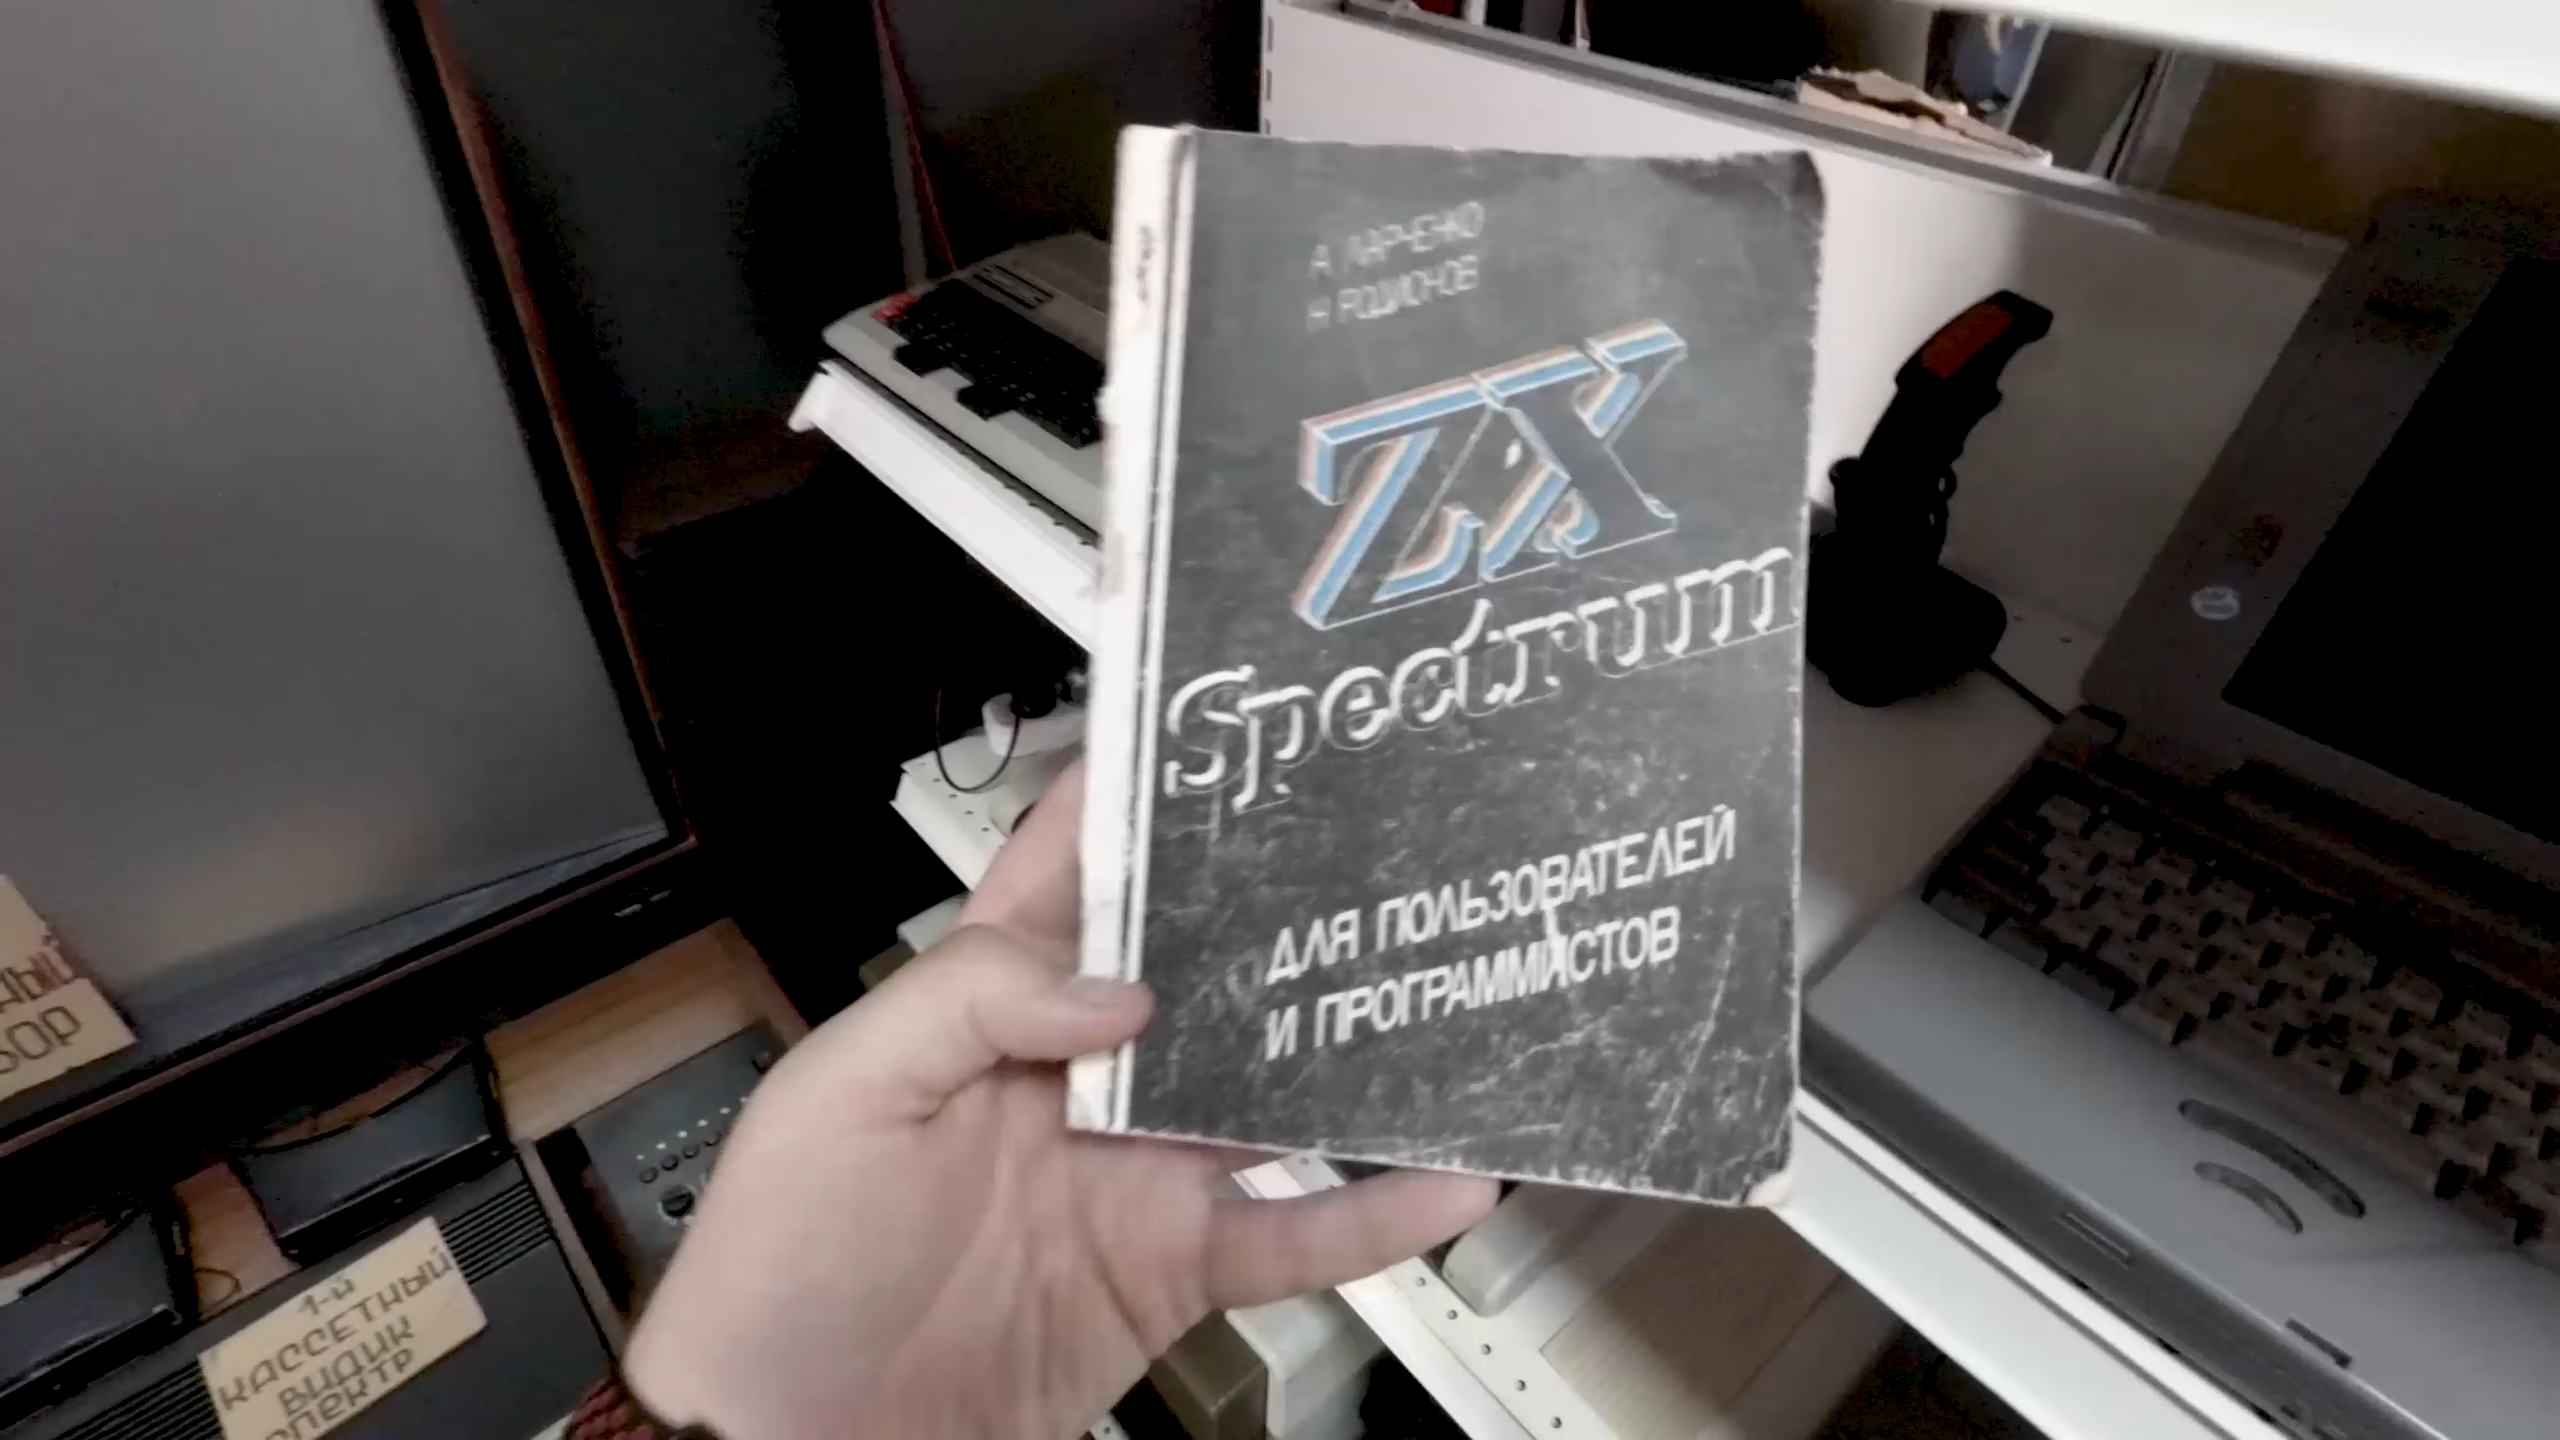 А ЛАРЧЕНКО
Н РОДИОНОВ
ZX
Spectrum
ДЛЯ ПОЛЬЗОВАТЕЛЕЙ
И ПРОГРАММИСТОВ
1-й
КАССЕТНЫЙ
ВИДИК